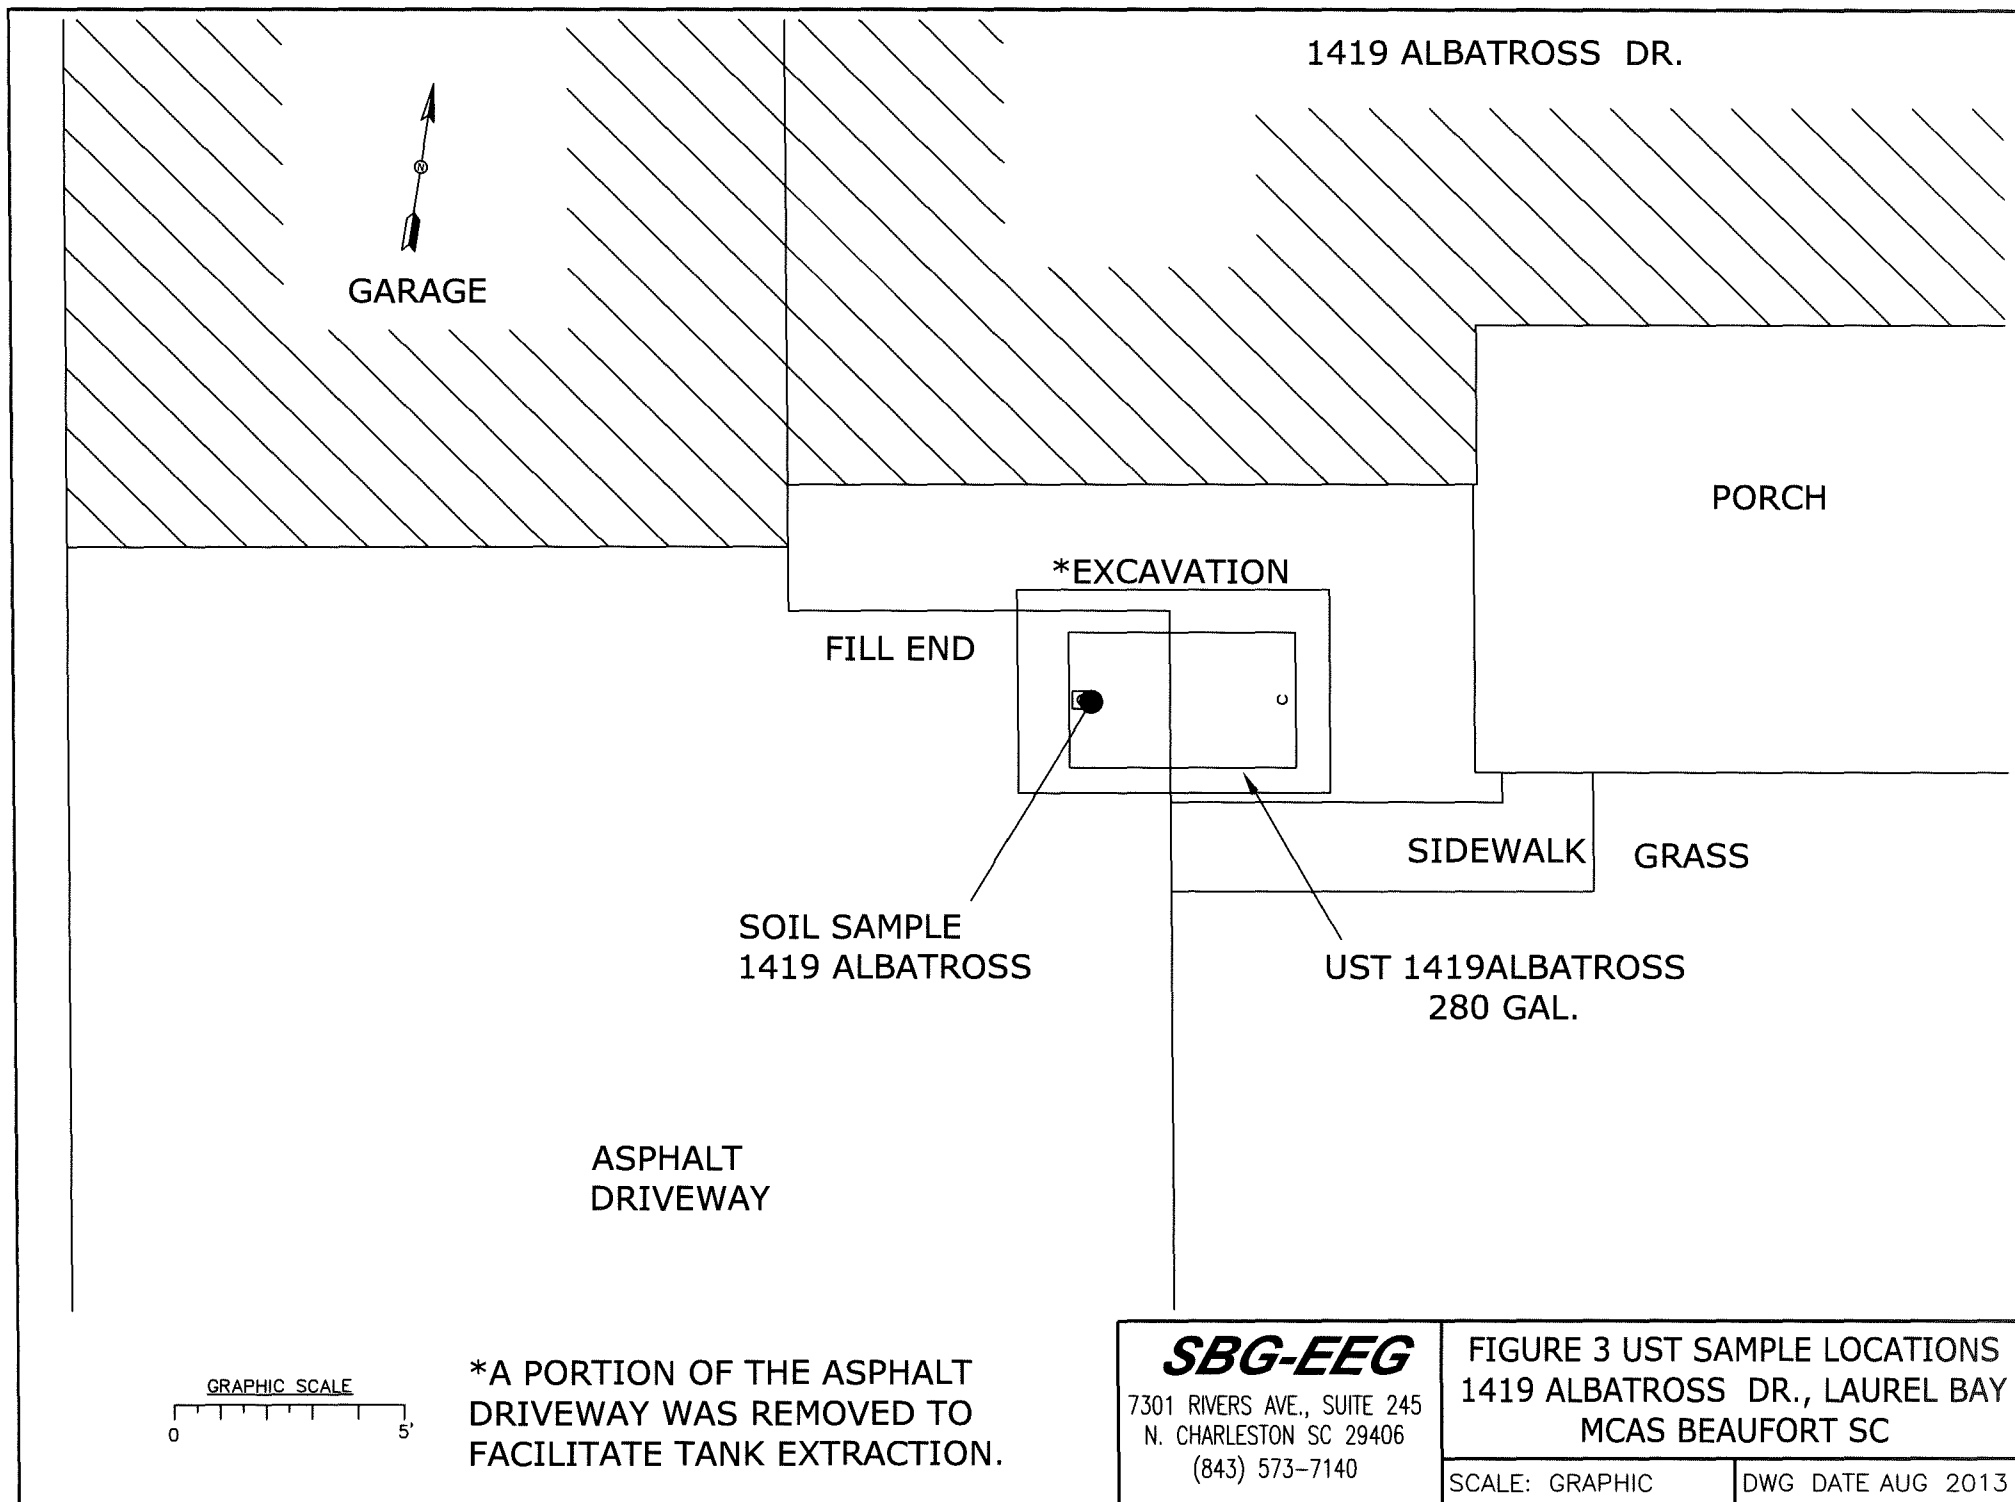 1419 ALBATROSS DR.
N
GARAGE
PORCH
*EXCAVATION
FILL END
C
SIDEWALK
GRASS
SOIL SAMPLE
1419 ALBATROSS
UST 1419ALBATROSS
280 GAL.
ASPHALT
DRIVEWAY
GRAPHIC SCALE
0
5'
*A PORTION OF THE ASPHALT
DRIVEWAY WAS REMOVED TO
FACILITATE TANK EXTRACTION.
SBG-EEG
7301 RIVERS AVE., SUITE 245
N. CHARLESTON SC 29406
(843) 573-7140
FIGURE 3 UST SAMPLE LOCATIONS
1419 ALBATROSS DR., LAUREL BAY
MCAS BEAUFORT SC
SCALE: GRAPHIC
DWG DATE AUG 2013